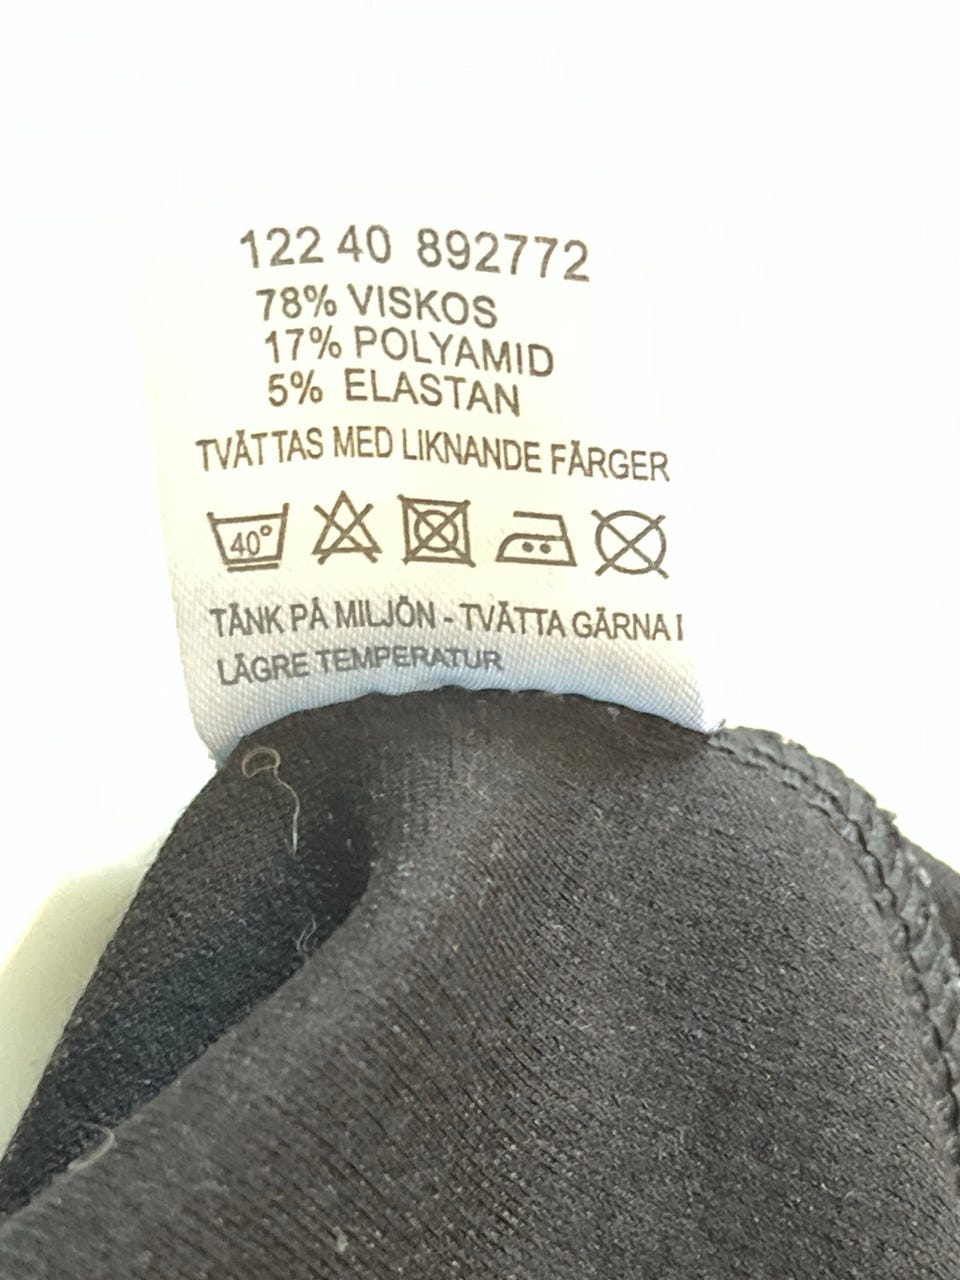 122 40 892772
78% VISKOS
17% POLYAMID
5% ELASTAN
TVÄTTAS MED LIKNANDE FÄRGER
40°
TÄNK PÅ MILJÖN - TVÄTTA GÄRNA I
LÄGRE TEMPERATUR